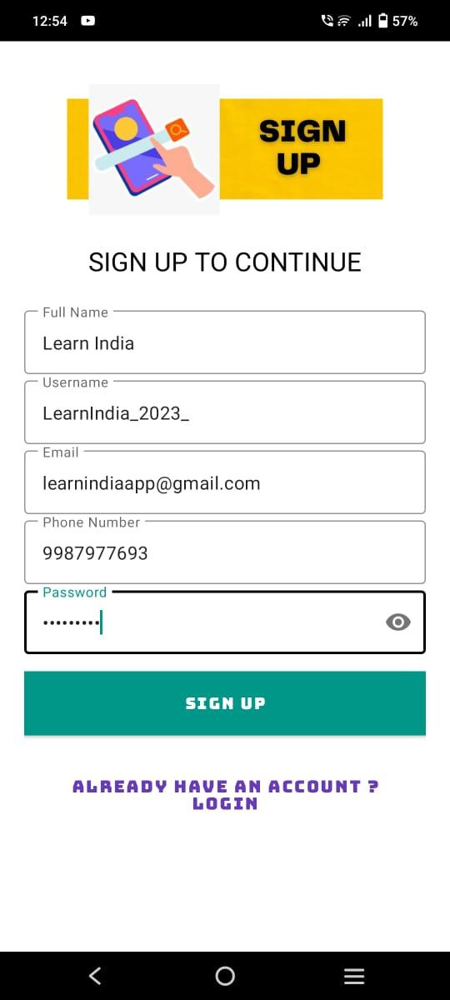 12:54
57%
SIGN
UP
SIGN UP TO CONTINUE
Full Name
Learn India
Username
LearnIndia_2023_
Email
learnindiaapp@gmail.com
Phone Number
9987977693
Password
•••••••••
SIGN UP
ALREADY HAVE AN ACCOUNT ?
LOGIN